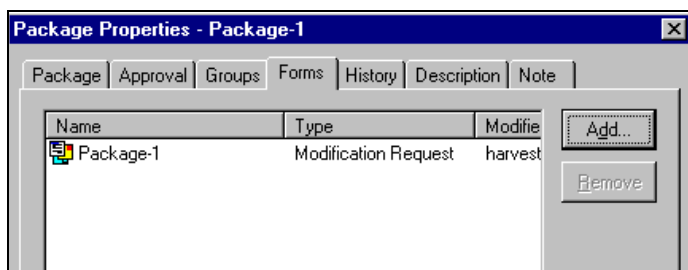 Package Properties - Package-1
Package Approval Groups Forms History Description Note
Name Type Modifie Add...
Package-1 Modification Request harvest
Remove